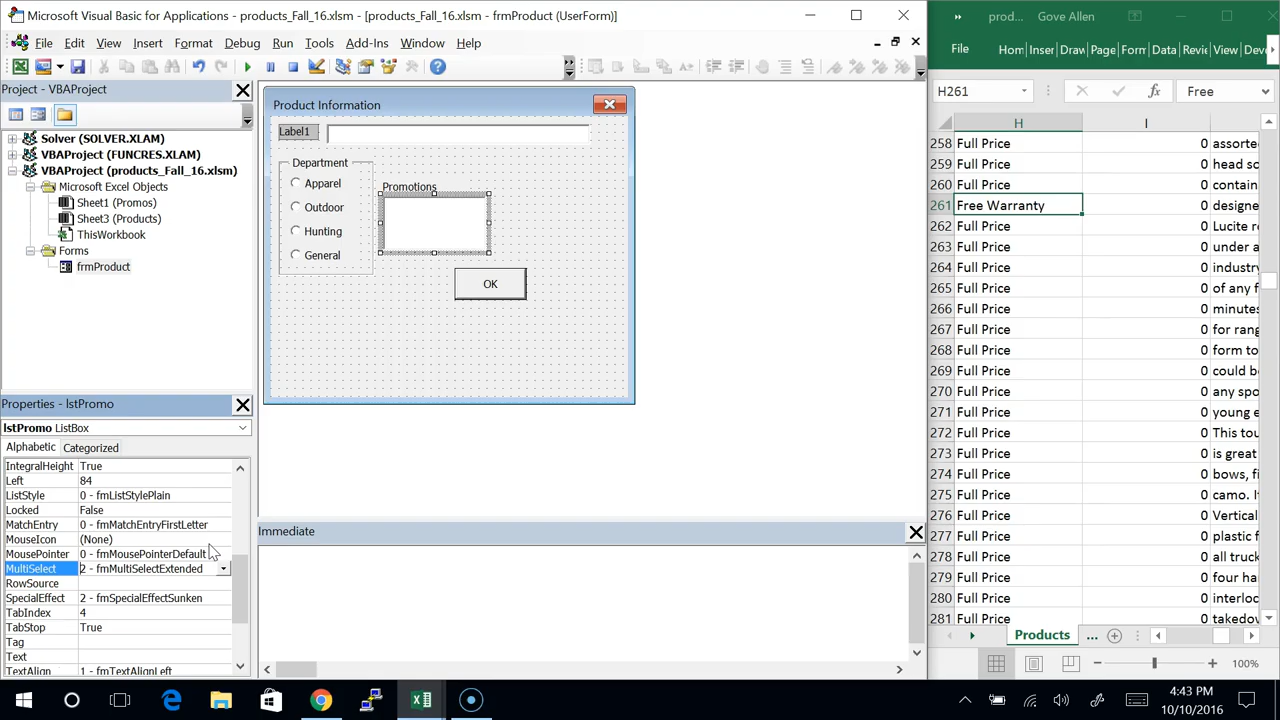 Microsoft Visual Basic for Applications - products_Fall_16.xlsm - [products_Fall_16.xlsm - frmProduct (UserForm)]
File Edit View Insert Format Debug Run Tools Add-Ins Window Help
Project - VBAProject
Solver (SOLVER.XLAM)
VBAProject (FUNCRES.XLAM)
VBAProject (products_Fall_16.xlsm)
Microsoft Excel Objects
Sheet1 (Promos)
Sheet3 (Products)
ThisWorkbook
Forms
frmProduct
Properties - lstPromo
lstPromo ListBox
Alphabetic Categorized
IntegralHeight True
Left 84
ListStyle 0 - fmListStylePlain
Locked False
MatchEntry 0 - fmMatchEntryFirstLetter
MouseIcon (None)
MousePointer 0 - fmMousePointerDefault
MultiSelect 2 - fmMultiSelectExtended
RowSource
SpecialEffect 2 - fmSpecialEffectSunken
TabIndex 4
TabStop True
Tag
Text
TextAlign 1 - fmTextAlignLeft
Product Information
Label1
Department
Apparel
Outdoor
Hunting
General
Promotions
OK
Immediate
prod... Gove Allen
File Hom Inser Draw Page Form Data Revie View Deve
H261 fx Free
H I
258 Full Price 0 assorte
259 Full Price 0 head so
260 Full Price 0 contain
261 Free Warranty 0 designe
262 Full Price 0 Lucite re
263 Full Price 0 under a
264 Full Price 0 industry
265 Full Price 0 of any f
266 Full Price 0 minutes
267 Full Price 0 for rang
268 Full Price 0 form to
269 Full Price 0 could be
270 Full Price 0 any spo
271 Full Price 0 young e
272 Full Price 0 This tou
273 Full Price 0 is great
274 Full Price 0 bows, fi
275 Full Price 0 camo. It
276 Full Price 0 Vertical
277 Full Price 0 plastic f
278 Full Price 0 all truck
279 Full Price 0 four ha
280 Full Price 0 interloc
281 Full Price 0 takedov
Products ...
100%
4:43 PM
10/10/2016